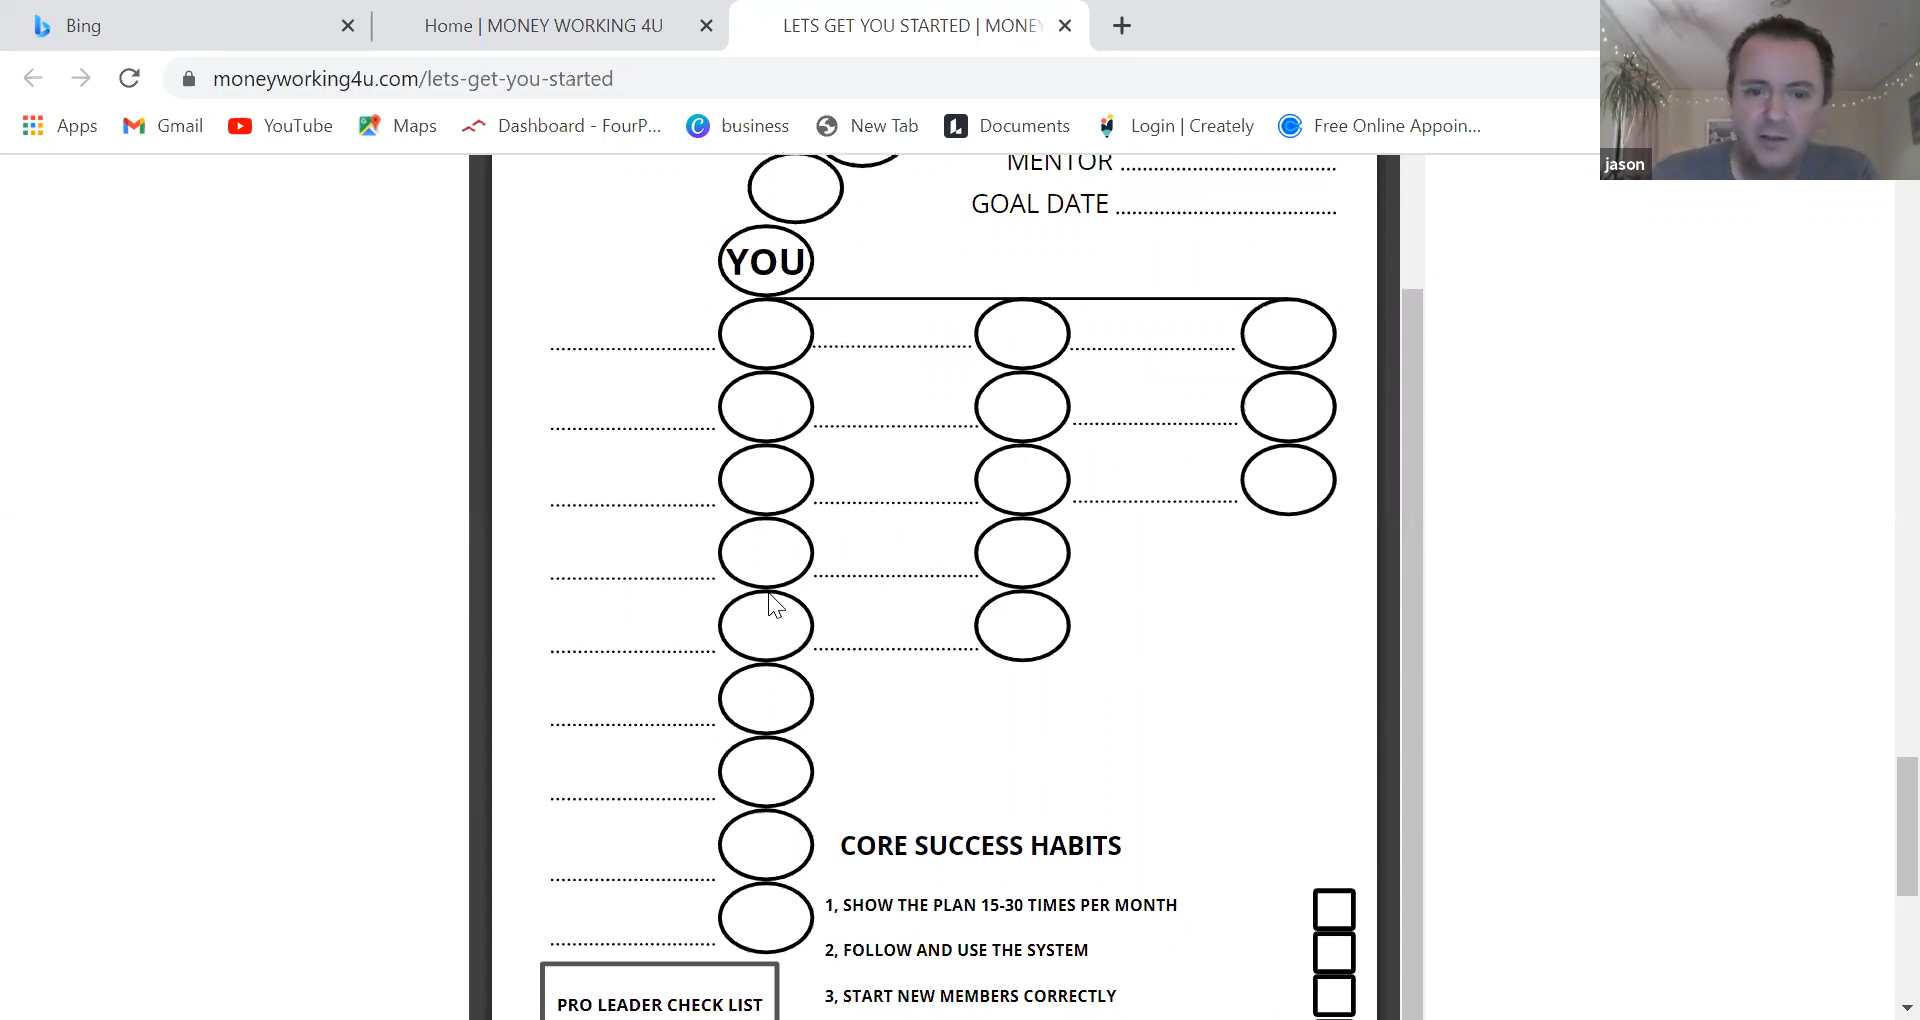 Bing
Home | MONEY WORKING 4U
LETS GET YOU STARTED | MONEY
moneyworking4u.com/lets-get-you-started
Apps
Gmail
YouTube
Maps
Dashboard - FourP...
business
New Tab
Documents
Login | Creately
Free Online Appoin...
jason
MENTOR
GOAL DATE
YOU
CORE SUCCESS HABITS
1, SHOW THE PLAN 15-30 TIMES PER MONTH
2, FOLLOW AND USE THE SYSTEM
3, START NEW MEMBERS CORRECTLY
PRO LEADER CHECK LIST